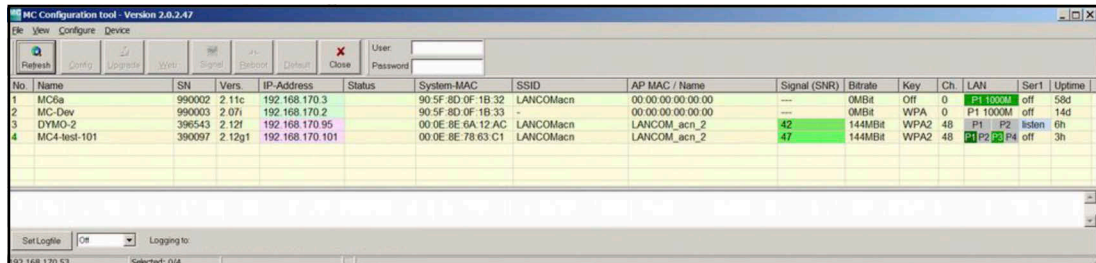 MC Configuration tool - Version 2.0.2.47
File View Configure Device
Refresh Config Upgrade Web Signal Reboot Default Close User: Password
No. Name SN Vers. IP-Address Status System-MAC SSID AP MAC / Name Signal (SNR) Bitrate Key Ch. LAN Ser1 Uptime
1 MC6a 990002 2.11c 192.168.170.3 90:5F:8D:0F:1B:32 LANCOMacn 00:00:00:00:00:00 --- 0MBit Off 0 P1 1000M off 58d
2 MC-Dev 990003 2.07i 192.168.170.2 90:5F:8D:0F:1B:33 - 00:00:00:00:00:00 --- 0MBit WPA 0 P1 1000M off 14d
3 DYMO-2 396543 2.12f 192.168.170.95 00:0E:8E:6A:12:AC LANCOMacn LANCOM_acn_2 42 144MBit WPA2 48 P1 P2 listen 6h
4 MC4-test-101 390097 2.12g1 192.168.170.101 00:0E:8E:78:63:C1 LANCOMacn LANCOM_acn_2 47 144MBit WPA2 48 P1 P2 P3 P4 off 3h
Set Logfile Off Logging to:
192.168.170.53 Selected: 0/4